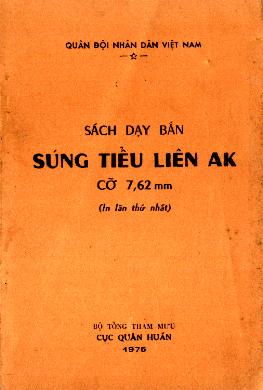 QUÂN ĐỘI NHÂN DÂN VIỆT NAM
SÁCH DẠY BẮN
SÚNG TIỂU LIÊN AK
CỠ 7,62 mm
(In lần thứ nhất)
BỘ TỔNG THAM MƯU
CỤC QUÂN HUẤN
1976